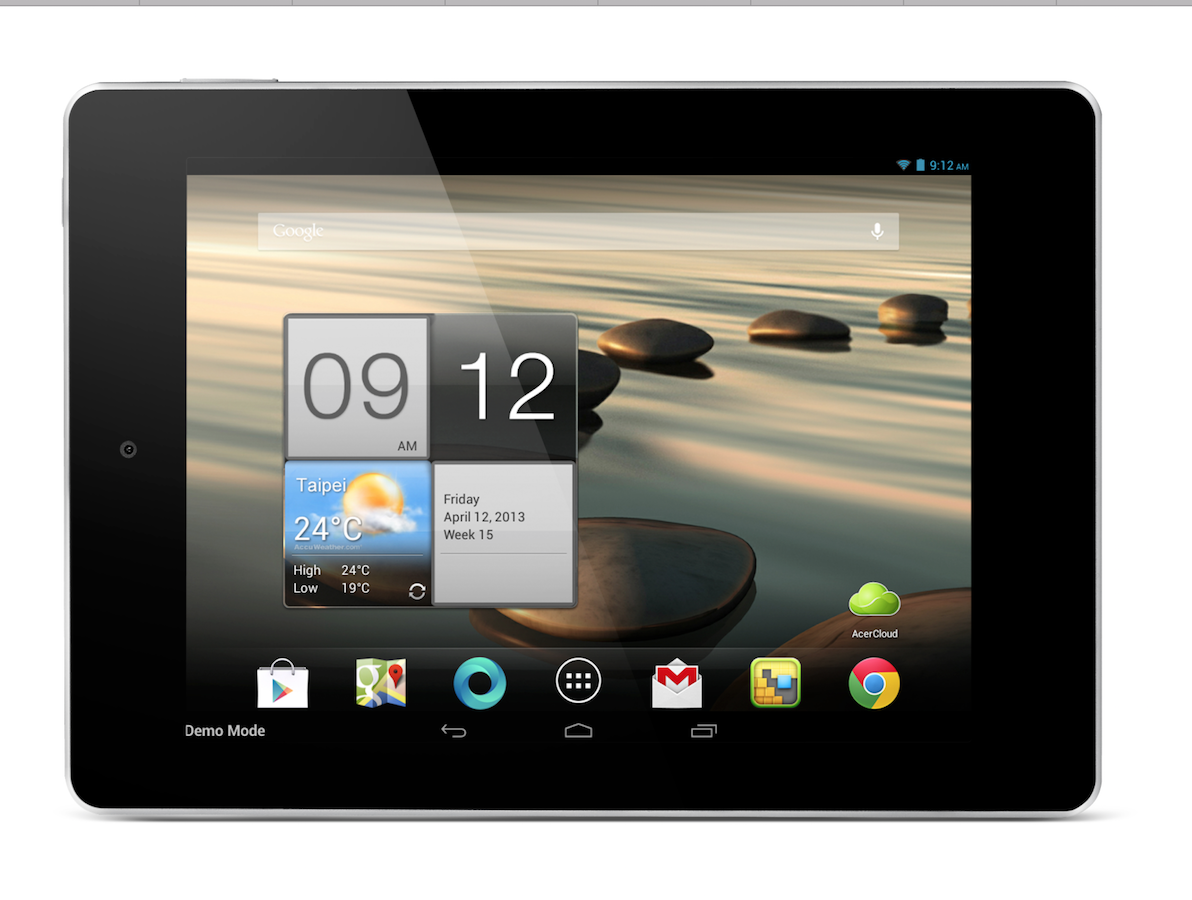 9:12 AM
Google
09
12
AM
Taipei
24°C
AccuWeather.com
High 24°C
Low 19°C
Friday
April 12, 2013
Week 15
AcerCloud
Demo Mode